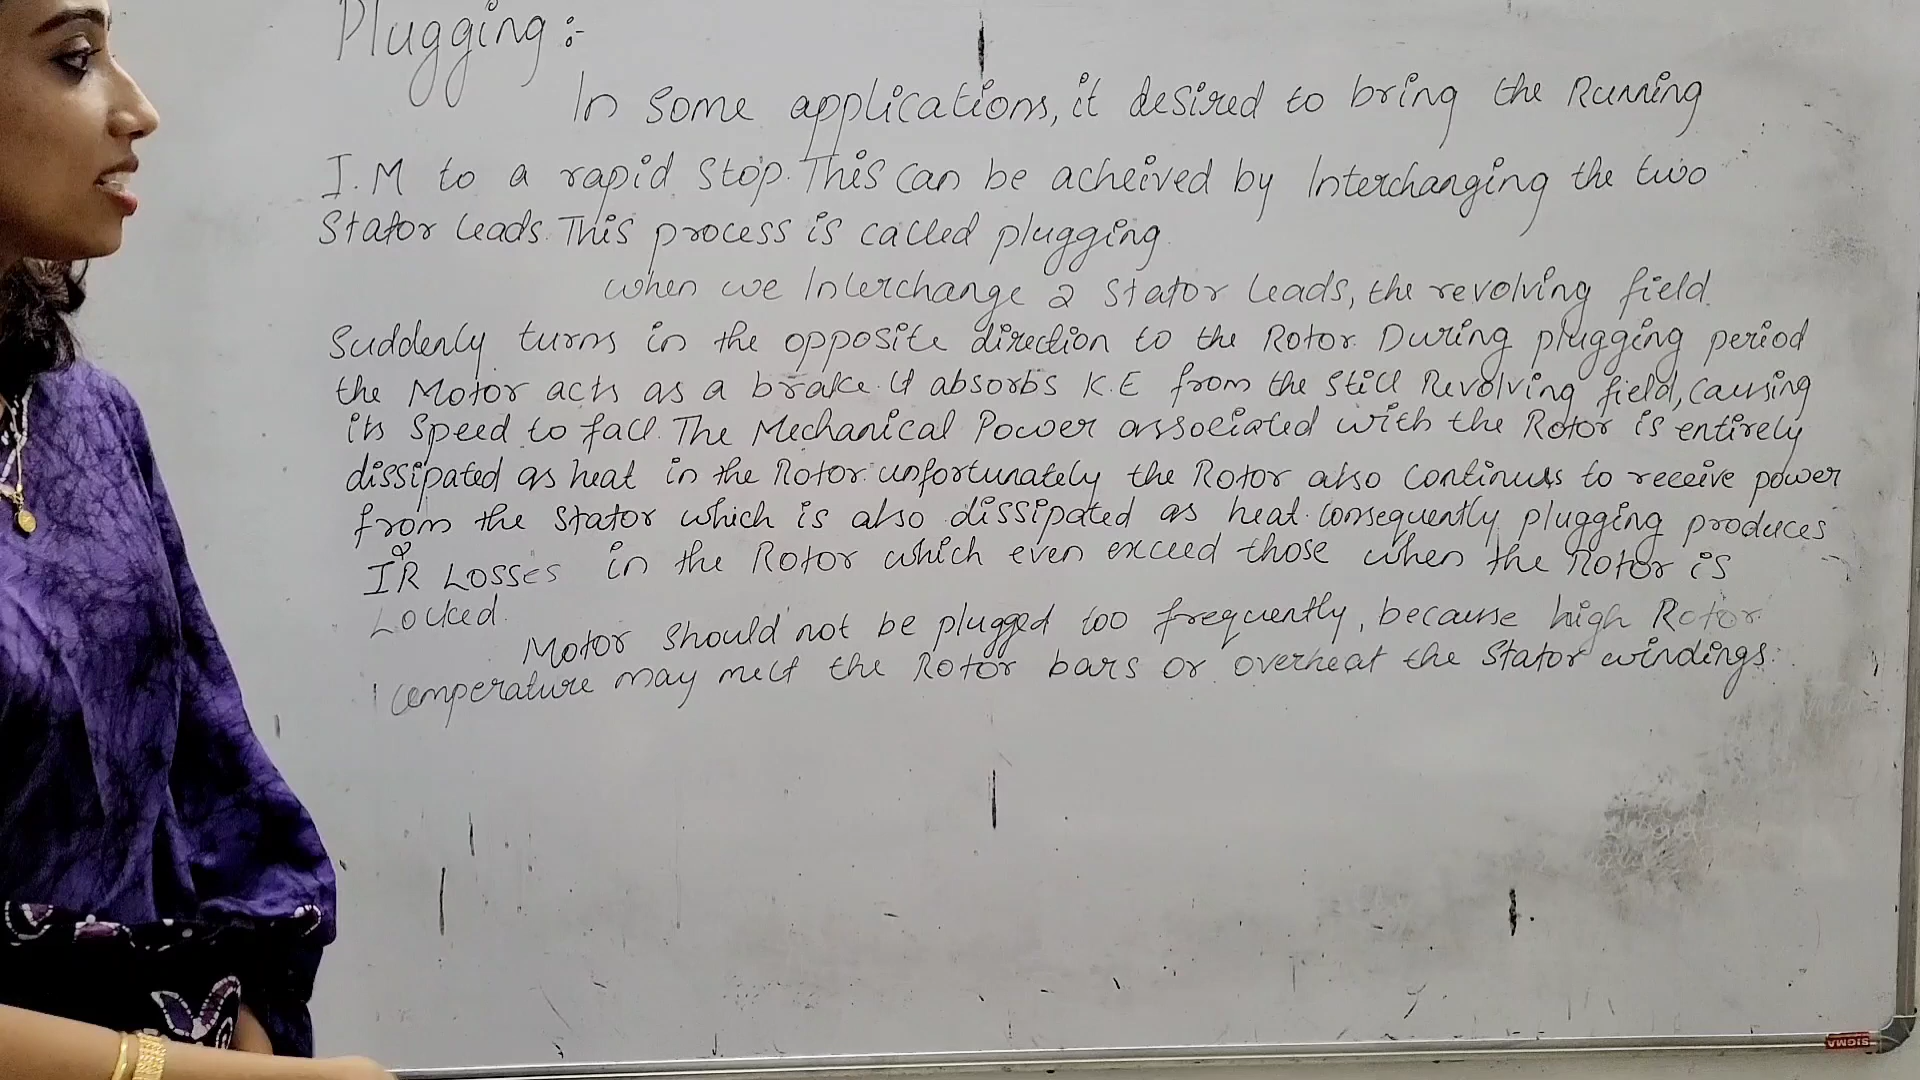 Plugging :-
In Some applications, it desired to bring the Running
I.M to a rapid Stop. This can be acheived by Interchanging the two
Stator leads. This process is called plugging.
when we Interchange 2 Stator leads, the revolving field.
Suddenly turns in the opposite direction to the Rotor. During plugging period
the Motor acts as a brake. It absorbs K.E from the Still Revolving field, causing
its Speed to fall. The Mechanical Power associated with the Rotor is entirely
dissipated as heat in the Rotor. unfortunately the Rotor also continues to receive power
from the Stator which is also dissipated as heat. consequently plugging produces
I²R LOSSES in the Rotor which even exceed those when the Rotor is
Locked.
Motor should not be plugged too frequently, because high Rotor
temperature may melt the Rotor bars or overheat the Stator windings.
SIGMA